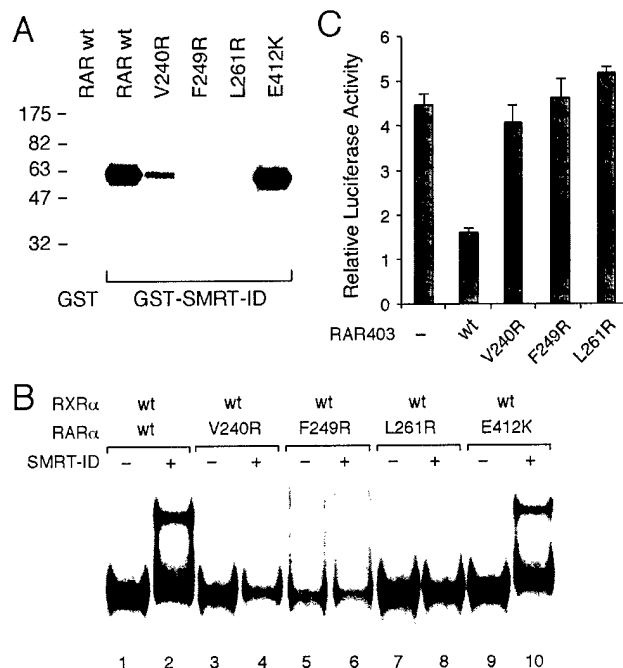 A
RAR wt
RAR wt
V240R
F249R
L261R
E412K
175 –
82 –
63 –
47 –
32 –
GST GST-SMRT-ID
C
Relative Luciferase Activity
6
5
4
3
2
1
0
RAR403 – wt V240R F249R L261R
B
RXRα wt wt wt wt wt
RARα wt V240R F249R L261R E412K
SMRT-ID – + – + – + – + – +
1 2 3 4 5 6 7 8 9 10